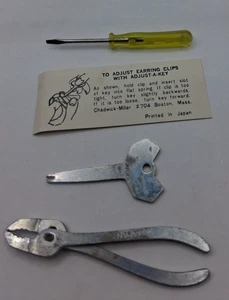 TO ADJUST EARRING CLIPS
WITH ADJUST-A-KEY
As shown, hold clip and insert slot
of key into flat spring. If clip is too
tight, turn key slightly backwards.
If it is too loose, turn key forward.
Chadwick-Miller #704 Boston, Mass.
Printed in Japan